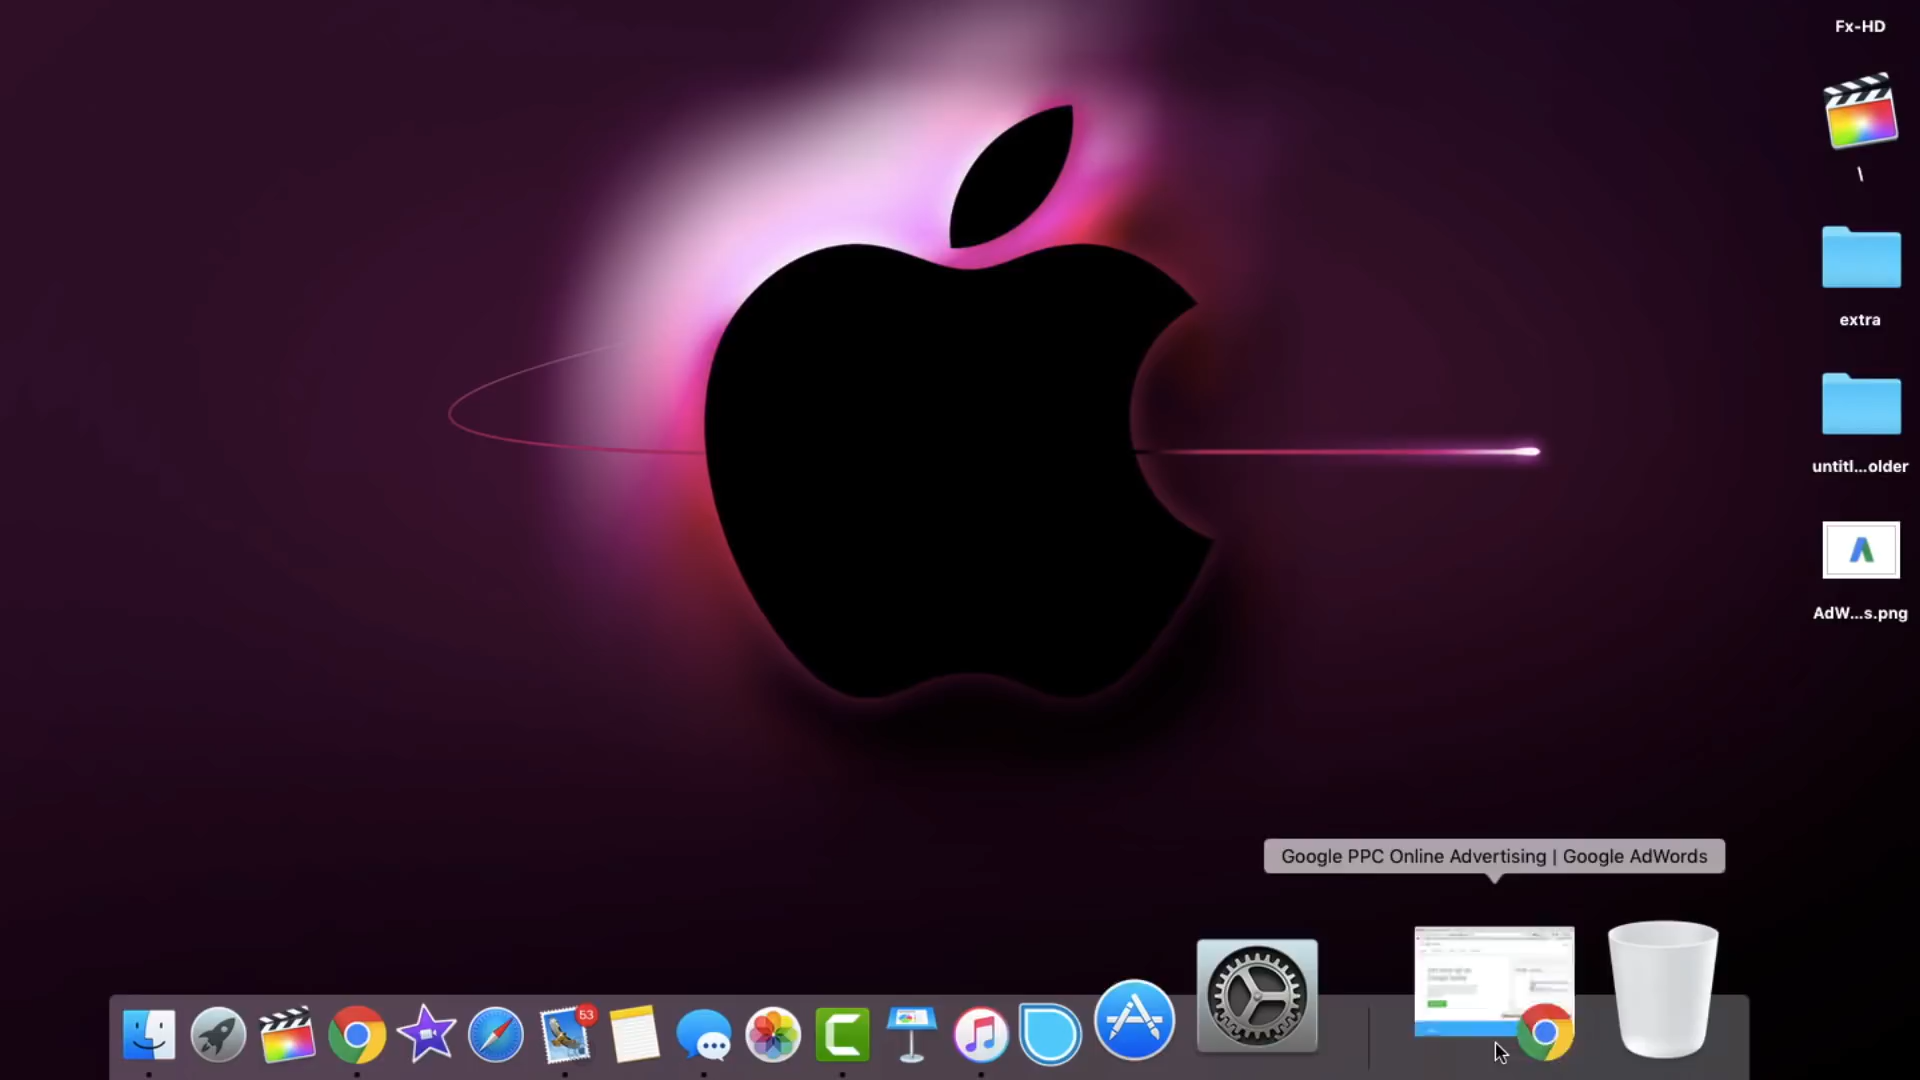 Fx-HD
\
extra
untitl...older
AdW...s.png
Google PPC Online Advertising | Google AdWords
53